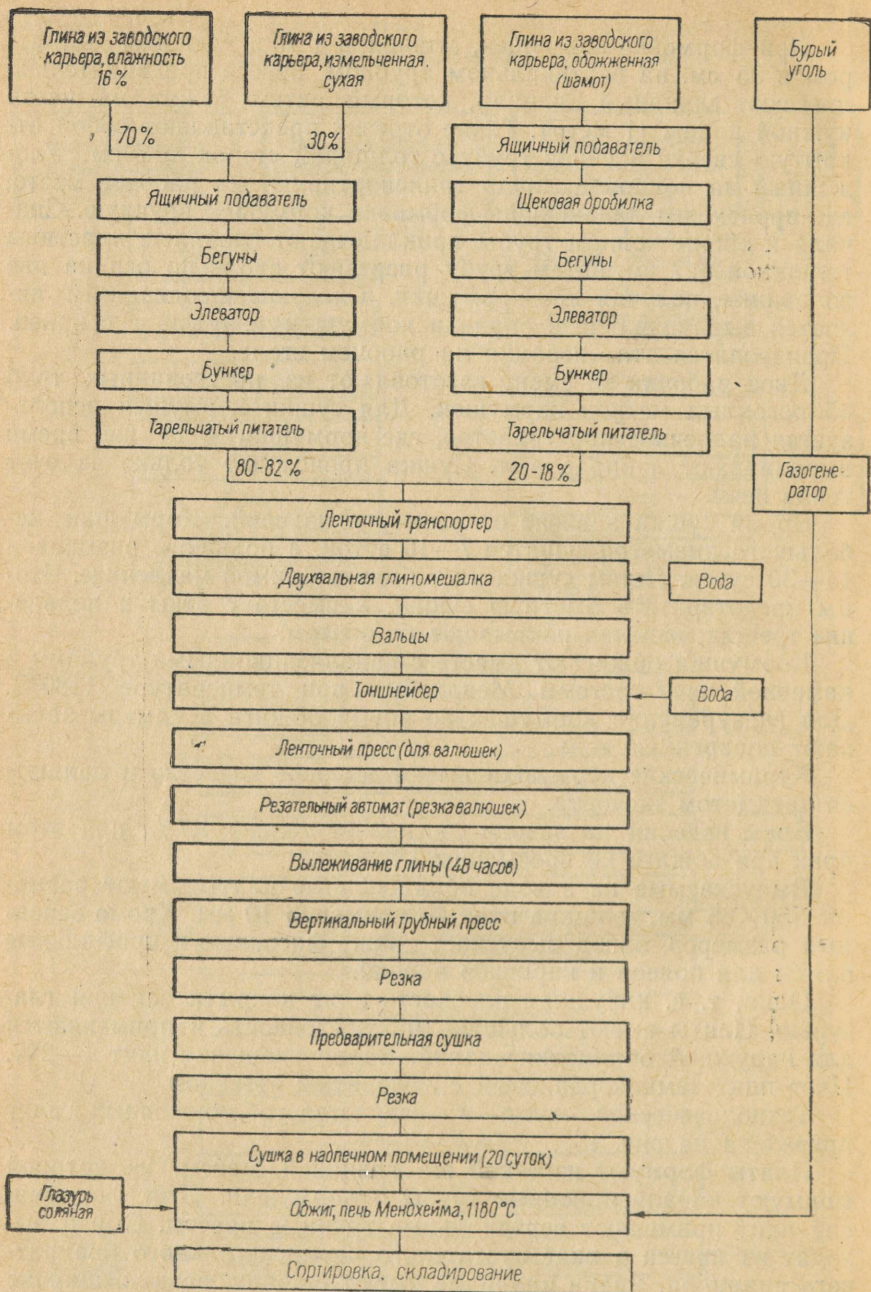 Глина из заводского
карьера, влажность
16 %
Глина из заводского
карьера, измельченная.
сухая
Глина из заводского
карьера, обожженная
(шамот)
Бурый
уголь
70%
30%
Ящичный подаватель
Ящичный подаватель
Щековая дробилка
Бегуны
Бегуны
Элеватор
Элеватор
Бункер
Бункер
Тарельчатый питатель
Тарельчатый питатель
80-82%
20-18%
Газогене-
ратор
Ленточный транспортер
Двухвальная глиномешалка
Вода
Вальцы
Тоншнейдер
Вода
Ленточный пресс (для валюшек)
Резательный автомат (резка валюшек)
Вылеживание глины (48 часов)
Вертикальный трубный пресс
Резка
Предварительная сушка
Резка
Сушка в надпечном помещении (20 суток)
Глазурь
соляная
Обжиг, печь Мендхейма, 1180°С
Сортировка, складирование